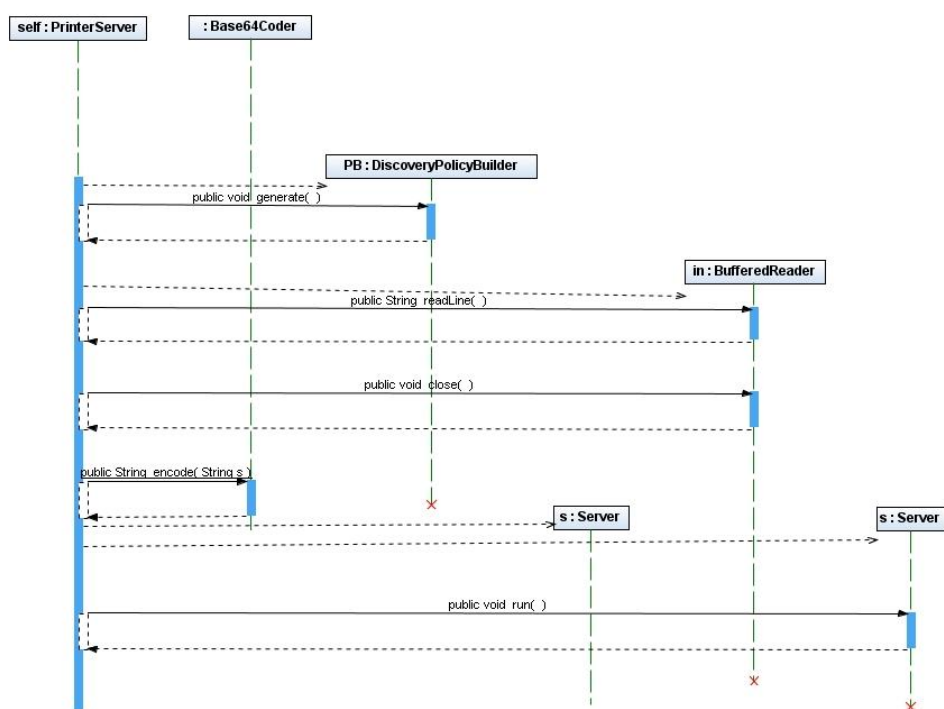 self : PrinterServer
: Base64Coder
PB : DiscoveryPolicyBuilder
public void generate( )
in : BufferedReader
public String readLine( )
public void close( )
public String encode( String s )
s : Server
s : Server
public void run( )